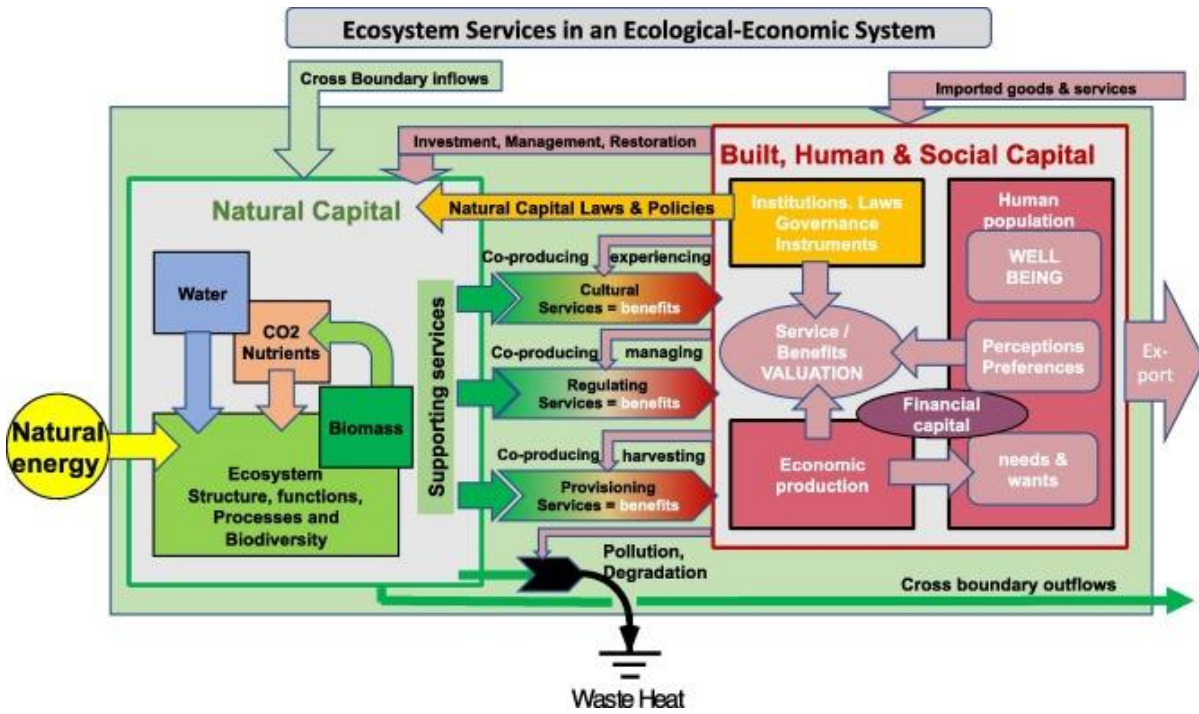 Ecosystem Services in an Ecological-Economic System
Cross Boundary inflows
Imported goods & services
Investment, Management, Restoration
Built, Human & Social Capital
Natural Capital
Natural Capital Laws & Policies
Institutions. Laws
Governance
Instruments
Human
population
WELL
BEING
Water
CO2
Nutrients
Biomass
Natural
energy
Ecosystem
Structure, functions,
Processes and
Biodiversity
Supporting services
Co-producing experiencing
Cultural
Services = benefits
Co-producing managing
Regulating
Services = benefits
Co-producing harvesting
Provisioning
Services = benefits
Service /
Benefits
VALUATION
Perceptions
Preferences
Financial
capital
Economic
production
needs &
wants
Ex-
port
Pollution,
Degradation
Cross boundary outflows
Waste Heat